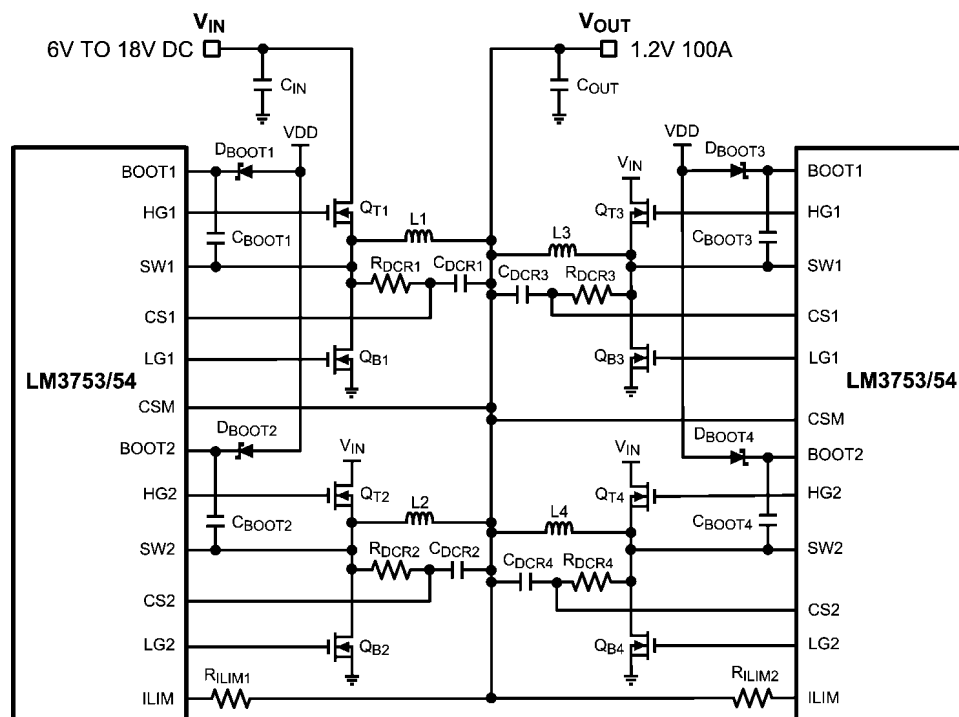 VIN
6V TO 18V DC
CIN
VOUT
1.2V 100A
COUT
VDD
DBOOT1
BOOT1
HG1
QT1
CBOOT1
L1
SW1
RDCR1
CDCR1
CS1
LG1
QB1
LM3753/54
CSM
DBOOT2
BOOT2
VIN
HG2
QT2
CBOOT2
L2
SW2
RDCR2
CDCR2
CS2
LG2
QB2
ILIM
RILIM1
VDD
DBOOT3
BOOT1
VIN
QT3
HG1
CBOOT3
L3
SW1
CDCR3
RDCR3
CS1
QB3
LG1
LM3753/54
CSM
DBOOT4
BOOT2
VIN
QT4
HG2
CBOOT4
L4
SW2
CDCR4
RDCR4
CS2
QB4
LG2
RILIM2
ILIM